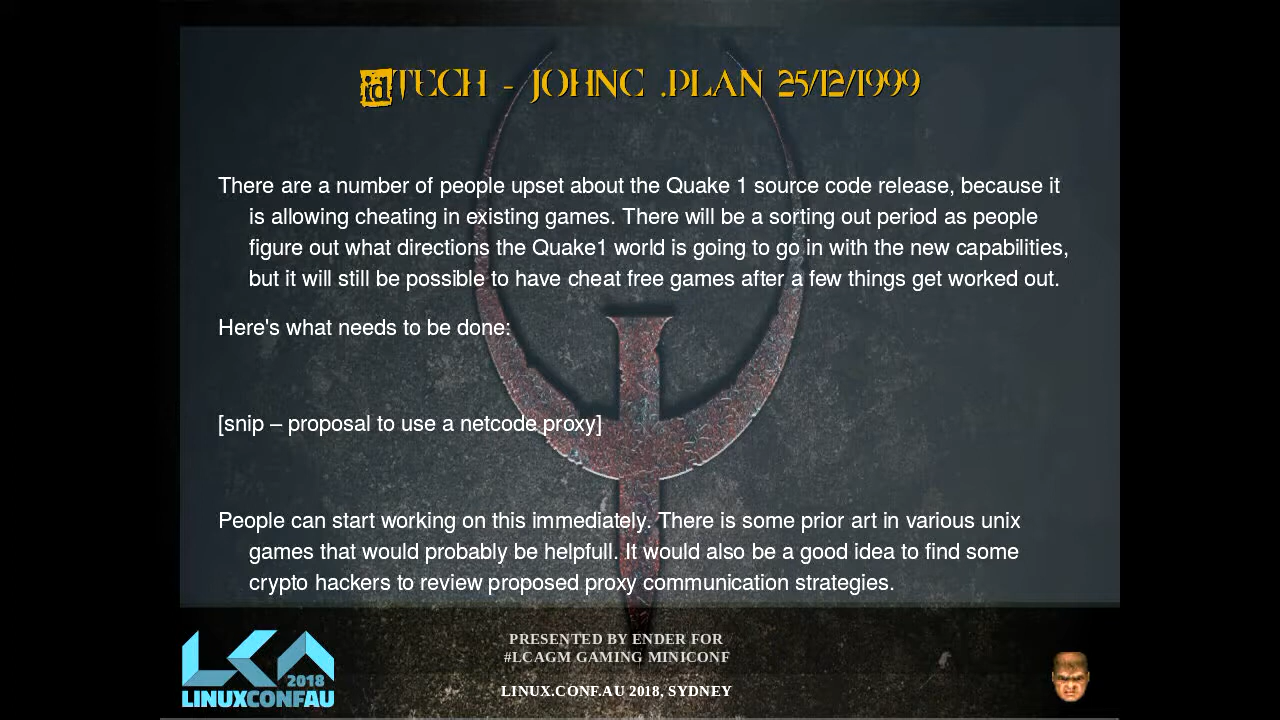 idTECH - JOHNC .PLAN 25/12/1999
There are a number of people upset about the Quake 1 source code release, because it
is allowing cheating in existing games. There will be a sorting out period as people
figure out what directions the Quake1 world is going to go in with the new capabilities,
but it will still be possible to have cheat free games after a few things get worked out.
Here's what needs to be done:
[snip – proposal to use a netcode proxy]
People can start working on this immediately. There is some prior art in various unix
games that would probably be helpfull. It would also be a good idea to find some
crypto hackers to review proposed proxy communication strategies.
PRESENTED BY ENDER FOR
#LCAGM GAMING MINICONF
LINUX.CONF.AU 2018, SYDNEY
LCA
2018
LINUXCONFAU